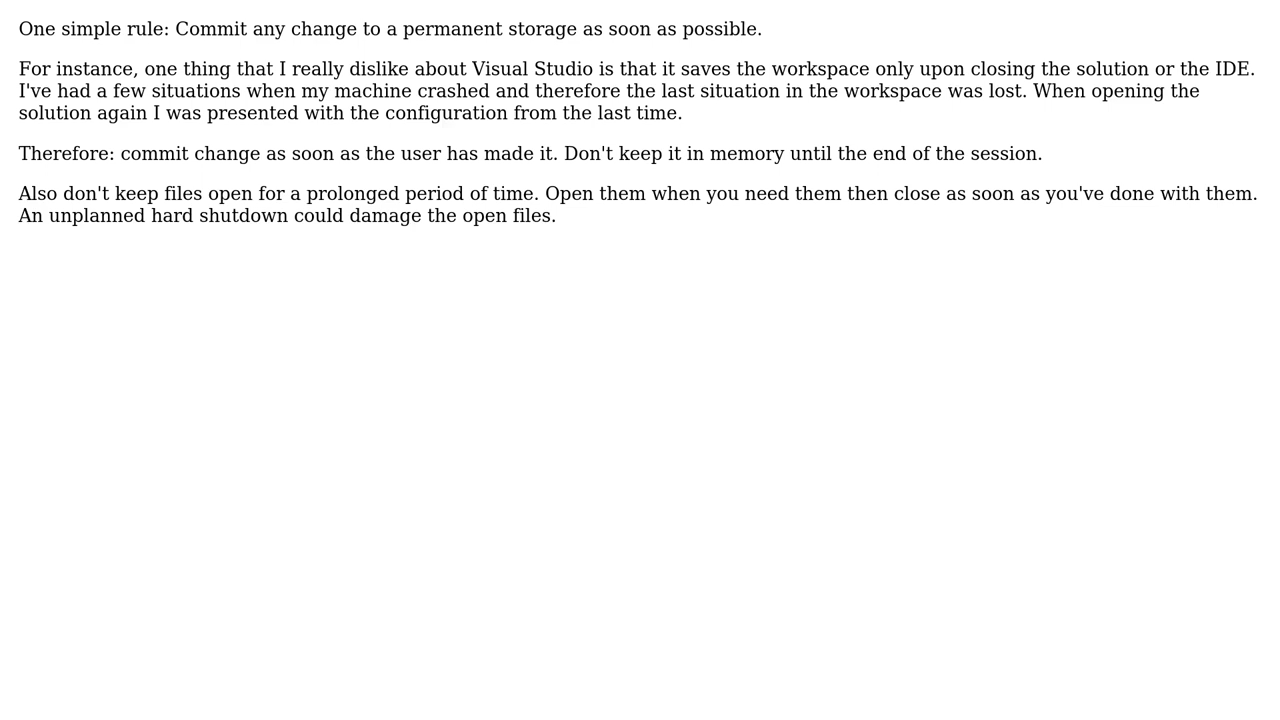 One simple rule: Commit any change to a permanent storage as soon as possible.
For instance, one thing that I really dislike about Visual Studio is that it saves the workspace only upon closing the solution or the IDE.
I've had a few situations when my machine crashed and therefore the last situation in the workspace was lost. When opening the
solution again I was presented with the configuration from the last time.
Therefore: commit change as soon as the user has made it. Don't keep it in memory until the end of the session.
Also don't keep files open for a prolonged period of time. Open them when you need them then close as soon as you've done with them.
An unplanned hard shutdown could damage the open files.